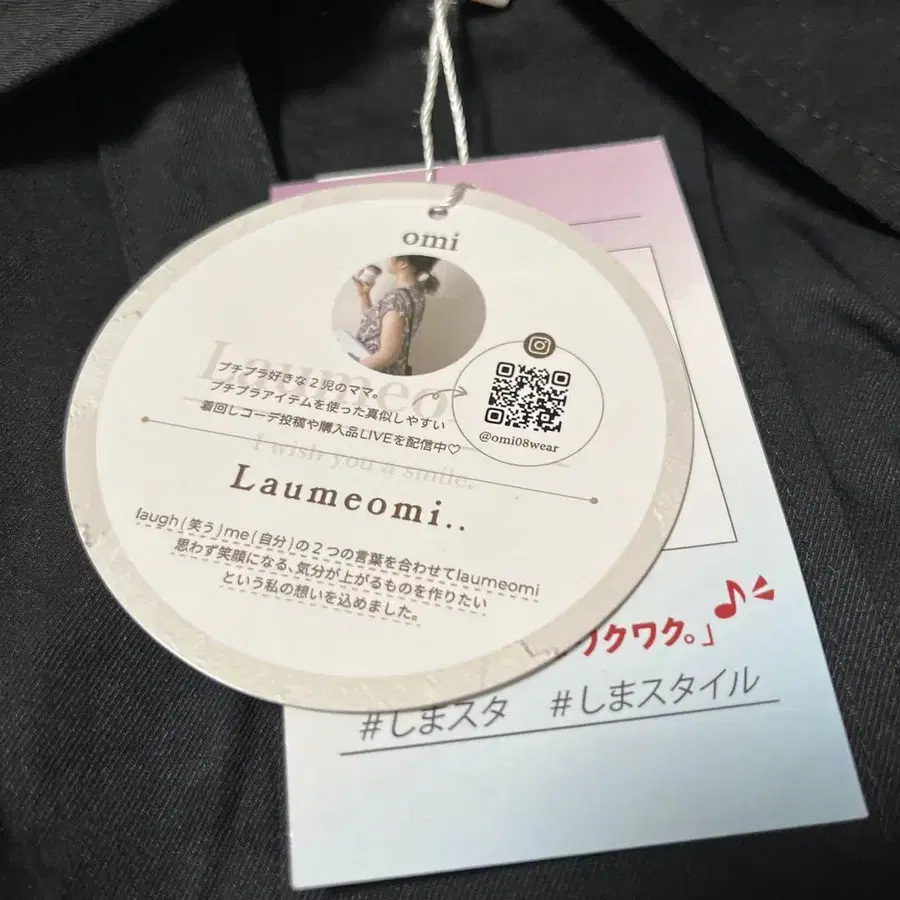 omi
プチプラ好きな2児のママ。
プチプラアイテムを使った真似しやすい
着回しコーデ投稿や購入品LIVEを配信中♡
@omi08wear
I wish you a smile.
Laumeomi..
laugh(笑う)me(自分)の2つの言葉を合わせてlaumeomi
思わず笑顔になる、気分が上がるものを作りたい
という私の想いを込めました。
ワクワク。」
#しまスタ #しまスタイル